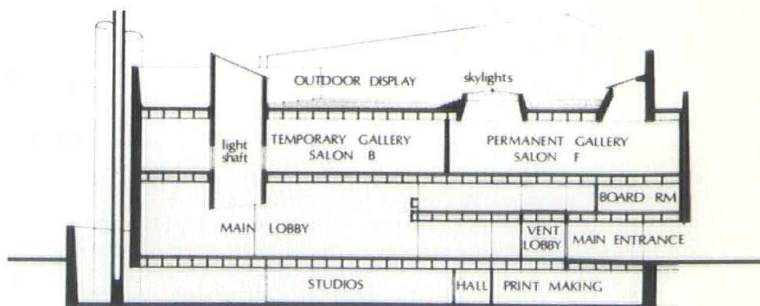 OUTDOOR DISPLAY
skylights
light
shaft
TEMPORARY GALLERY
SALON B
PERMANENT GALLERY
SALON F
BOARD RM
MAIN LOBBY
VENT
LOBBY
MAIN ENTRANCE
STUDIOS
HALL
PRINT MAKING